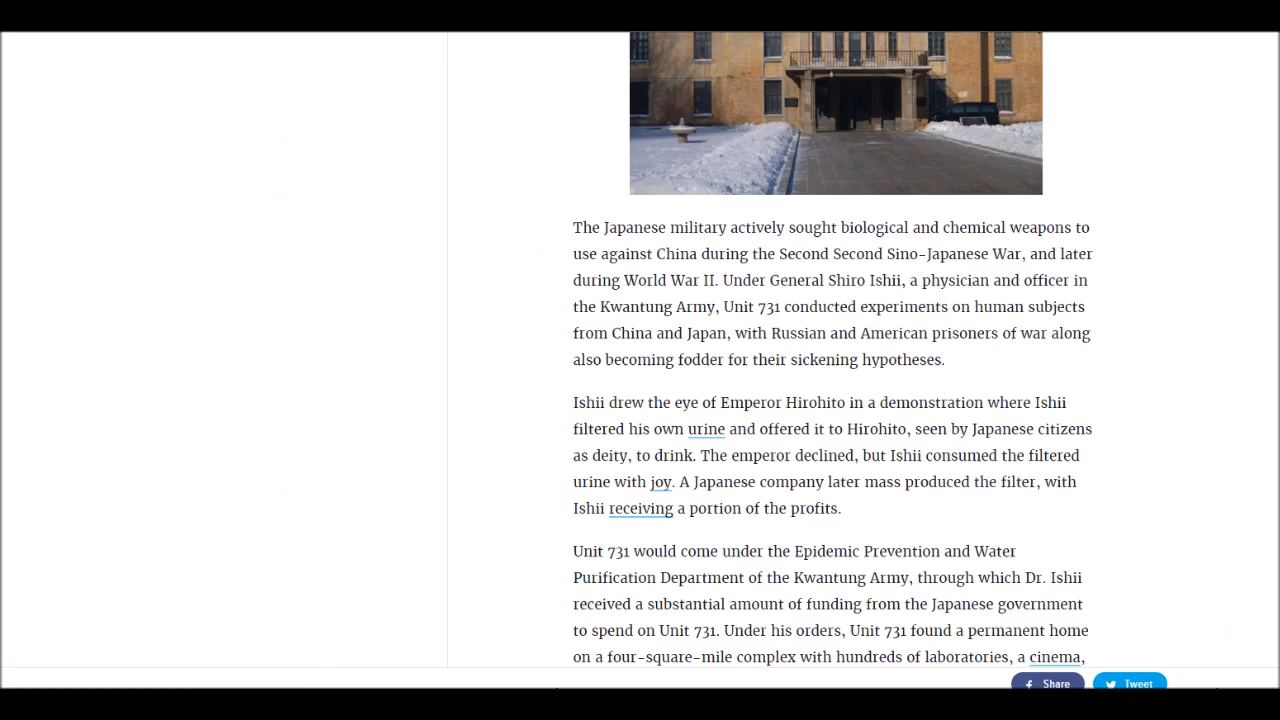 The Japanese military actively sought biological and chemical weapons to
use against China during the Second Second Sino-Japanese War, and later
during World War II. Under General Shiro Ishii, a physician and officer in
the Kwantung Army, Unit 731 conducted experiments on human subjects
from China and Japan, with Russian and American prisoners of war along
also becoming fodder for their sickening hypotheses.
Ishii drew the eye of Emperor Hirohito in a demonstration where Ishii
filtered his own urine and offered it to Hirohito, seen by Japanese citizens
as deity, to drink. The emperor declined, but Ishii consumed the filtered
urine with joy. A Japanese company later mass produced the filter, with
Ishii receiving a portion of the profits.
Unit 731 would come under the Epidemic Prevention and Water
Purification Department of the Kwantung Army, through which Dr. Ishii
received a substantial amount of funding from the Japanese government
to spend on Unit 731. Under his orders, Unit 731 found a permanent home
on a four-square-mile complex with hundreds of laboratories, a cinema,
Share Tweet